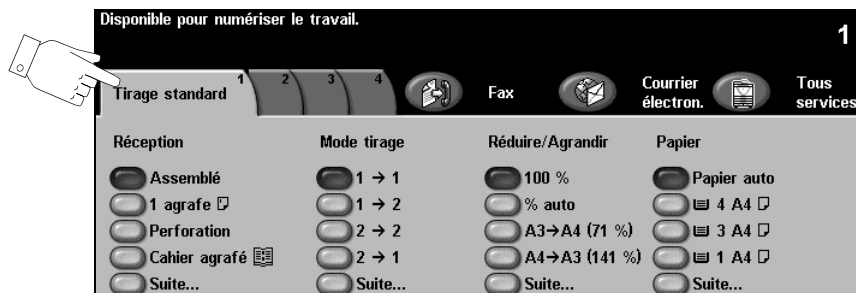 Disponible pour numériser le travail.
1
Tirage standard 1 2 3 4 Fax Courrier électron. Tous services
Réception
Assemblé
1 agrafe
Perforation
Cahier agrafé
Suite...
Mode tirage
1 → 1
1 → 2
2 → 2
2 → 1
Suite...
Réduire/Agrandir
100 %
% auto
A3→A4 (71 %)
A4→A3 (141 %)
Suite...
Papier
Papier auto
4 A4
3 A4
1 A4
Suite...